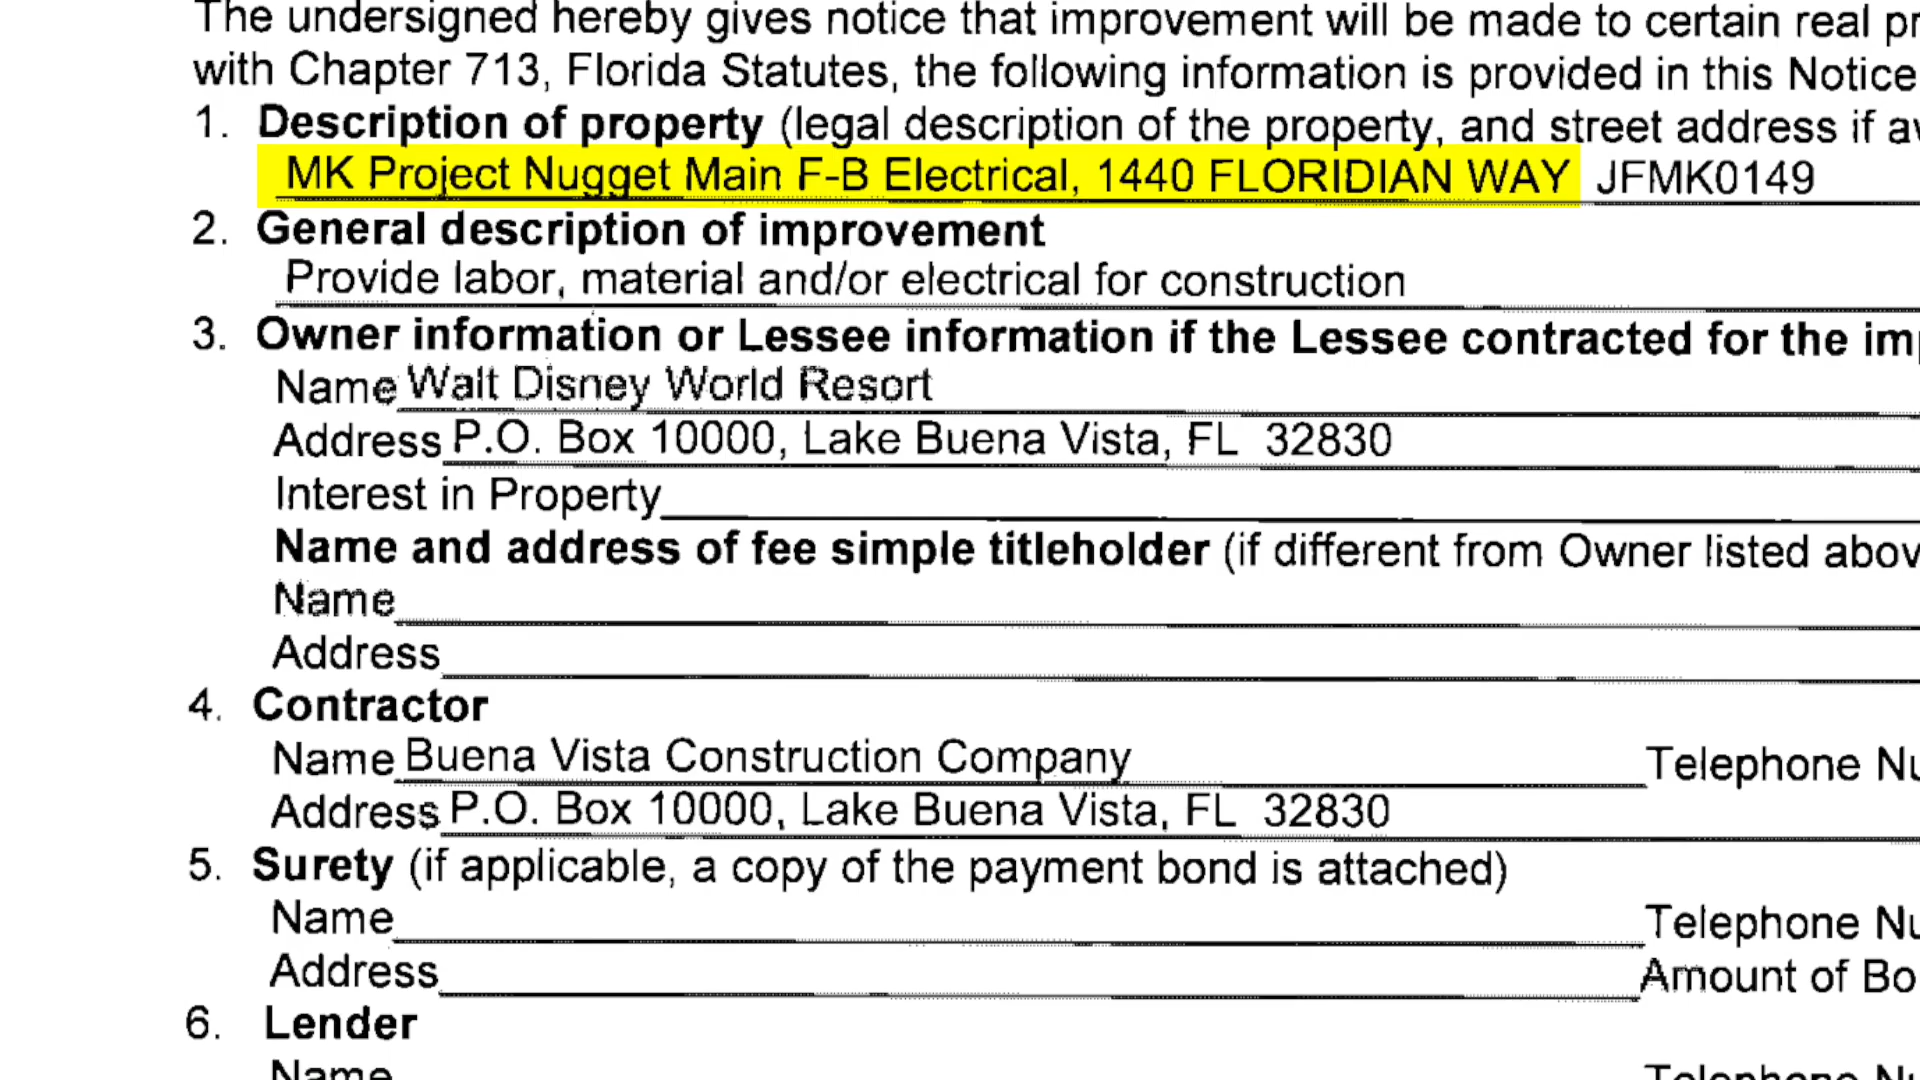 The undersigned hereby gives notice that improvement will be made to certain real pr
with Chapter 713, Florida Statutes, the following information is provided in this Notice
1. Description of property (legal description of the property, and street address if av
MK Project Nugget Main F-B Electrical, 1440 FLORIDIAN WAY JFMK0149
2. General description of improvement
Provide labor, material and/or electrical for construction
3. Owner information or Lessee information if the Lessee contracted for the imp
Name Walt Disney World Resort
Address P.O. Box 10000, Lake Buena Vista, FL 32830
Interest in Property
Name and address of fee simple titleholder (if different from Owner listed abov
Name
Address
4. Contractor
Name Buena Vista Construction Company Telephone Nu
Address P.O. Box 10000, Lake Buena Vista, FL 32830
5. Surety (if applicable, a copy of the payment bond is attached)
Name Telephone Nu
Address Amount of Bo
6. Lender
Name Telephone Nu